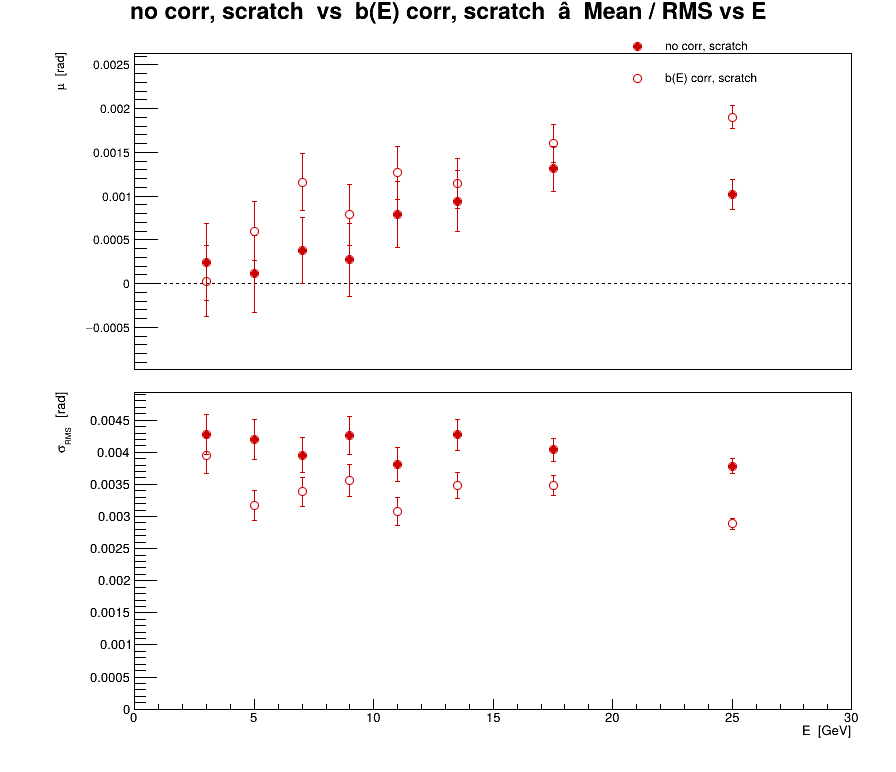 no corr, scratch  vs  b(E) corr, scratch  â  Mean / RMS vs E
no corr, scratch
b(E) corr, scratch
μ [rad]
0.0025
0.002
0.0015
0.001
0.0005
0
−0.0005
σRMS [rad]
0.0045
0.004
0.0035
0.003
0.0025
0.002
0.0015
0.001
0.0005
0
0 5 10 15 20 25 30
E [GeV]